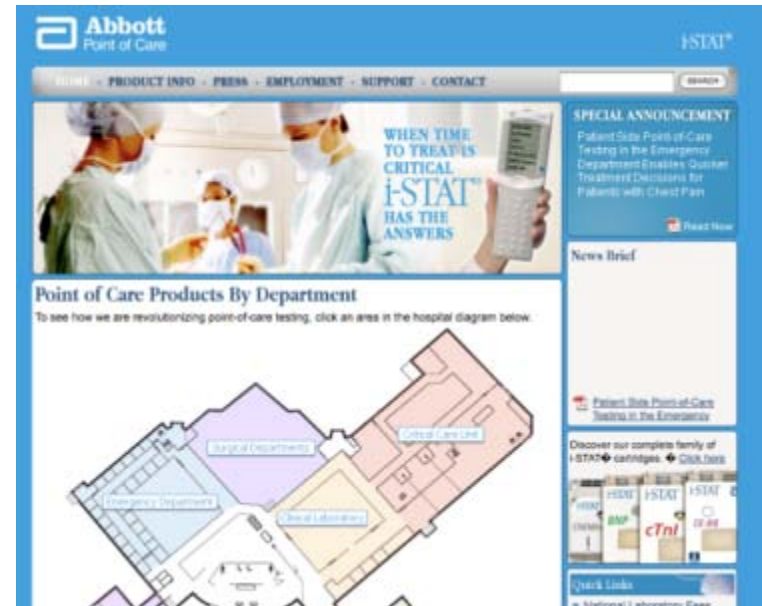 Abbott
Point of Care
i-STAT®
HOME - PRODUCT INFO - PRESS - EMPLOYMENT - SUPPORT - CONTACT
SEARCH
WHEN TIME
TO TREAT IS
CRITICAL
i-STAT®
HAS THE
ANSWERS
SPECIAL ANNOUNCEMENT
Patient Side Point-of-Care
Testing in the Emergency
Department Enables Quicker
Treatment Decisions for
Patients with Chest Pain
Read Now
News Brief
Patient Side Point-of-Care
Testing in the Emergency
Point of Care Products By Department
To see how we are revolutionizing point-of-care testing, click an area in the hospital diagram below.
Surgical Departments
Critical Care Unit
Emergency Department
Clinical Laboratory
Discover our complete family of
i-STAT� cartridges. � Click here
i-STAT
i-STAT
i-STAT
BNP
cTnI
Quick Links
National Laboratory Fees